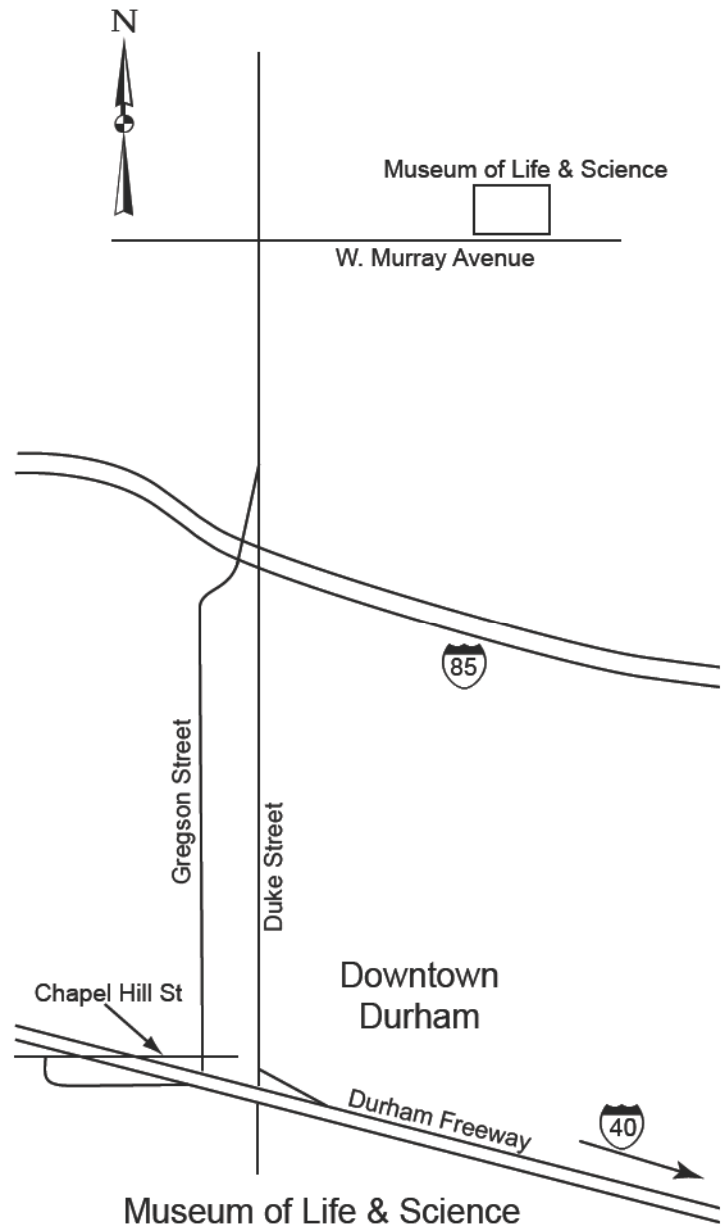 N
Museum of Life & Science
W. Murray Avenue
85
Gregson Street
Duke Street
Downtown
Durham
Chapel Hill St
Durham Freeway
40
Museum of Life & Science